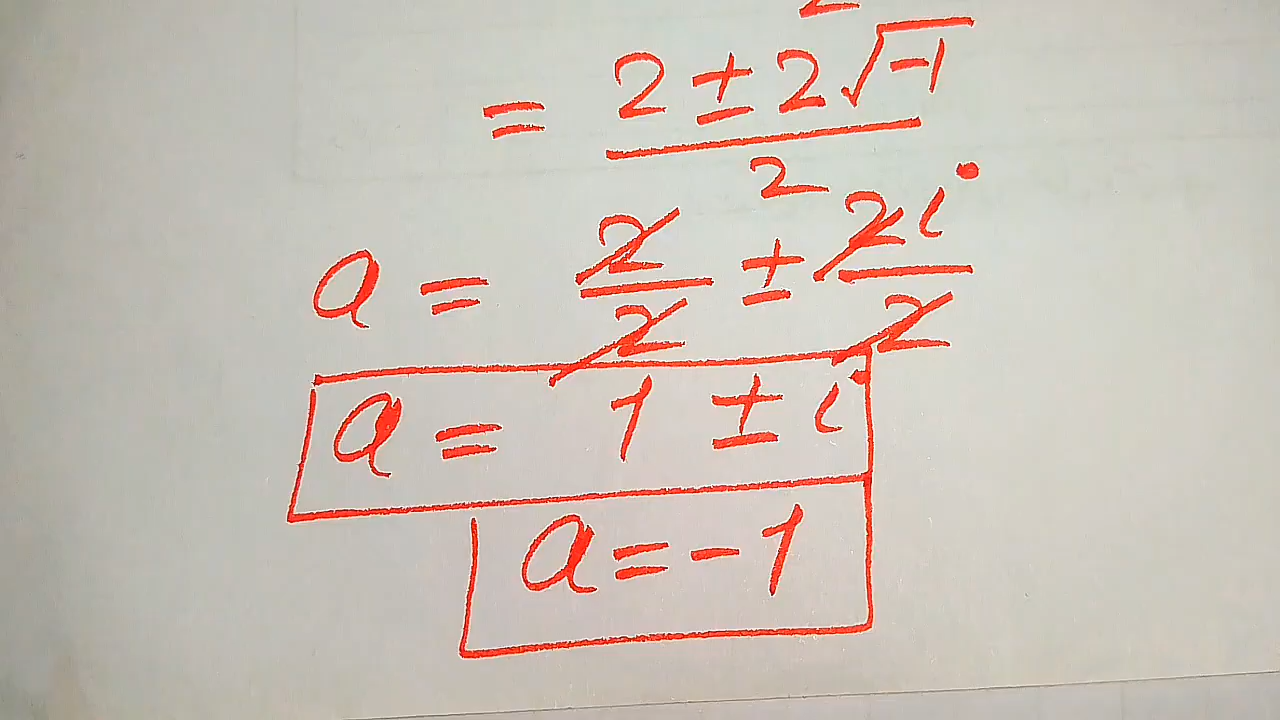 = 2 ± 2√-1 / 2
a = 2/2 ± 2i/2
a = 1 ± i
a = -1